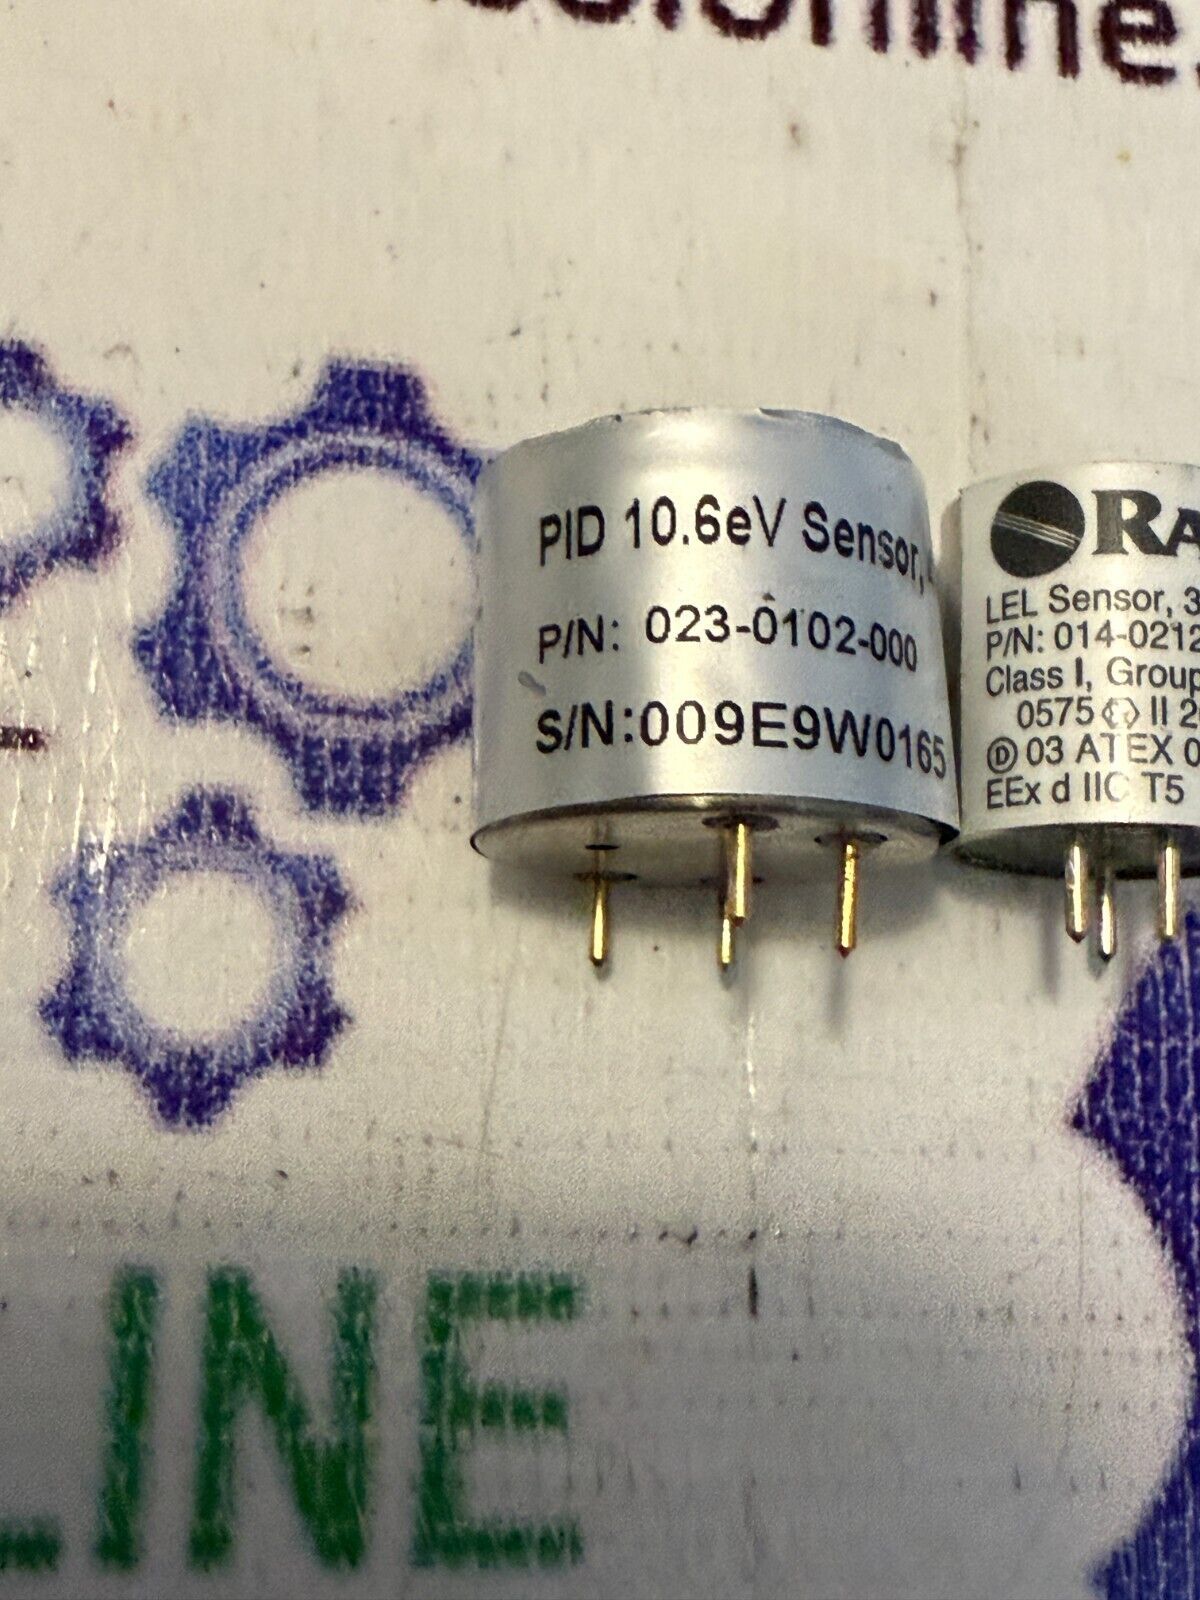 online.
PID 10.6eV Sensor,
P/N: 023-0102-000
S/N:009E9W0165
RA
LEL Sensor, 3
P/N: 014-0212
Class I, Group
0575 II 2
03 ATEX 0
EEx d IIC T5
LINE